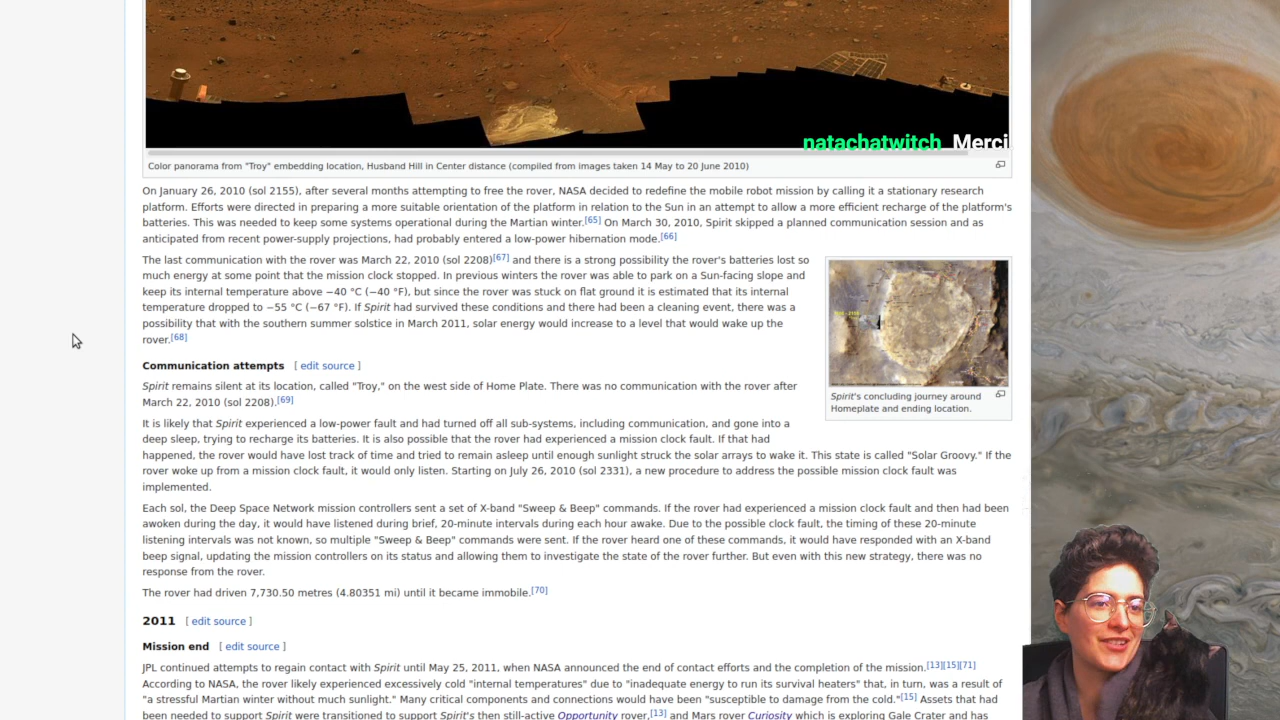 natachatwitch Merci
Color panorama from "Troy" embedding location, Husband Hill in Center distance (compiled from images taken 14 May to 20 June 2010)
On January 26, 2010 (sol 2155), after several months attempting to free the rover, NASA decided to redefine the mobile robot mission by calling it a stationary research
platform. Efforts were directed in preparing a more suitable orientation of the platform in relation to the Sun in an attempt to allow a more efficient recharge of the platform's
batteries. This was needed to keep some systems operational during the Martian winter.[65] On March 30, 2010, Spirit skipped a planned communication session and as
anticipated from recent power-supply projections, had probably entered a low-power hibernation mode.[66]
The last communication with the rover was March 22, 2010 (sol 2208)[67] and there is a strong possibility the rover's batteries lost so
much energy at some point that the mission clock stopped. In previous winters the rover was able to park on a Sun-facing slope and
keep its internal temperature above −40 °C (−40 °F), but since the rover was stuck on flat ground it is estimated that its internal
temperature dropped to −55 °C (−67 °F). If Spirit had survived these conditions and there had been a cleaning event, there was a
possibility that with the southern summer solstice in March 2011, solar energy would increase to a level that would wake up the
rover.[68]
Spirit's concluding journey around
Homeplate and ending location.
Communication attempts [ edit source ]
Spirit remains silent at its location, called "Troy," on the west side of Home Plate. There was no communication with the rover after
March 22, 2010 (sol 2208).[69]
It is likely that Spirit experienced a low-power fault and had turned off all sub-systems, including communication, and gone into a
deep sleep, trying to recharge its batteries. It is also possible that the rover had experienced a mission clock fault. If that had
happened, the rover would have lost track of time and tried to remain asleep until enough sunlight struck the solar arrays to wake it. This state is called "Solar Groovy." If the
rover woke up from a mission clock fault, it would only listen. Starting on July 26, 2010 (sol 2331), a new procedure to address the possible mission clock fault was
implemented.
Each sol, the Deep Space Network mission controllers sent a set of X-band "Sweep & Beep" commands. If the rover had experienced a mission clock fault and then had been
awoken during the day, it would have listened during brief, 20-minute intervals during each hour awake. Due to the possible clock fault, the timing of these 20-minute
listening intervals was not known, so multiple "Sweep & Beep" commands were sent. If the rover heard one of these commands, it would have responded with an X-band
beep signal, updating the mission controllers on its status and allowing them to investigate the state of the rover further. But even with this new strategy, there was no
response from the rover.
The rover had driven 7,730.50 metres (4.80351 mi) until it became immobile.[70]
2011 [ edit source ]
Mission end [ edit source ]
JPL continued attempts to regain contact with Spirit until May 25, 2011, when NASA announced the end of contact efforts and the completion of the mission.[13][15][71]
According to NASA, the rover likely experienced excessively cold "internal temperatures" due to "inadequate energy to run its survival heaters" that, in turn, was a result of
"a stressful Martian winter without much sunlight." Many critical components and connections would have been "susceptible to damage from the cold."[15] Assets that had
been needed to support Spirit were transitioned to support Spirit's then still-active Opportunity rover,[13] and Mars rover Curiosity which is exploring Gale Crater and has